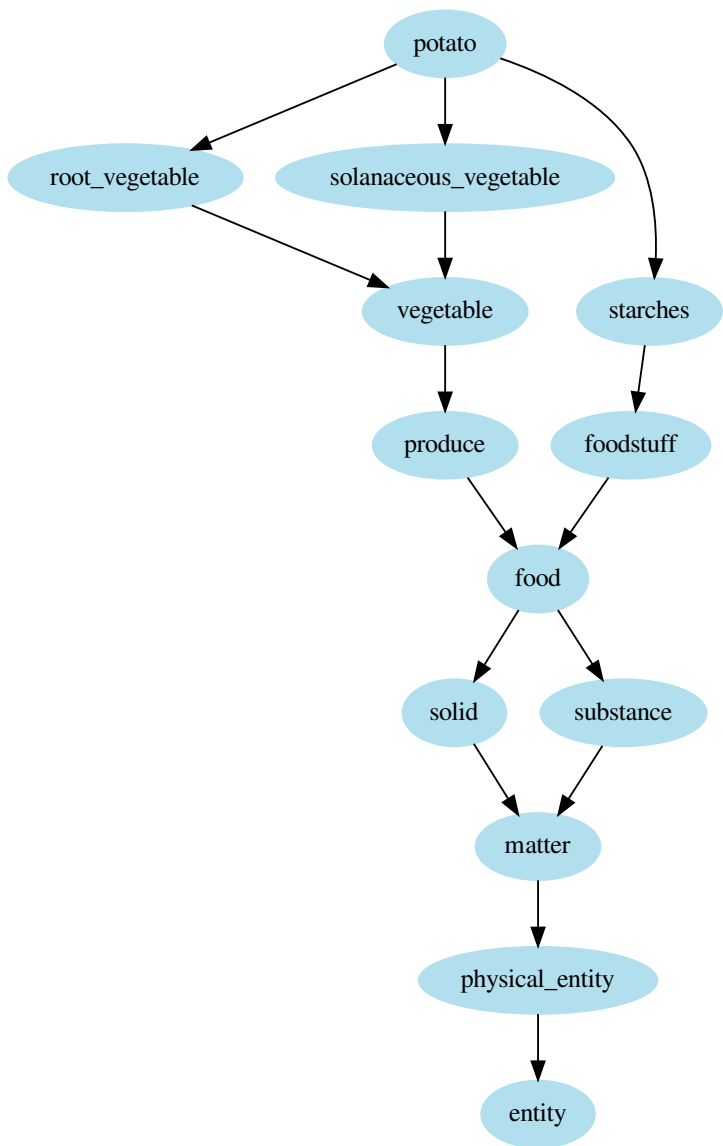 potato
root_vegetable
solanaceous_vegetable
vegetable
starches
produce
foodstuff
food
solid
substance
matter
physical_entity
entity